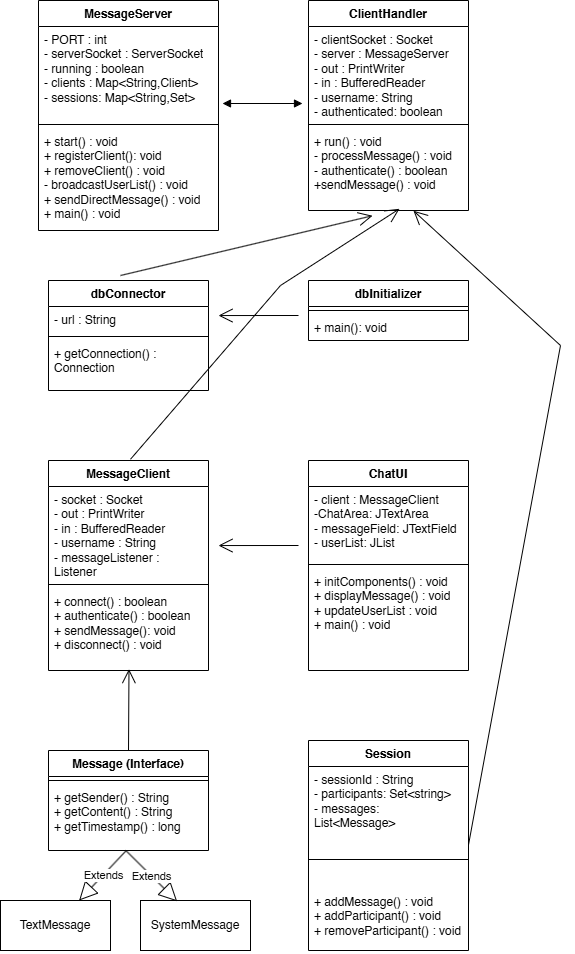 MessageServer
- PORT : int
- serverSocket : ServerSocket
- running : boolean
- clients : Map<String,Client>
- sessions: Map<String,Set>
+ start() : void
+ registerClient(): void
+ removeClient() : void
- broadcastUserList() : void
+ sendDirectMessage() : void
+ main() : void
ClientHandler
- clientSocket : Socket
- server : MessageServer
- out : PrintWriter
- in : BufferedReader
- username: String
- authenticated: boolean
+ run() : void
- processMessage() : void
- authenticate() : boolean
+sendMessage() : void
dbConnector
- url : String
+ getConnection() :
Connection
dbInitializer
+ main(): void
MessageClient
- socket : Socket
- out : PrintWriter
- in : BufferedReader
- username : String
- messageListener :
Listener
+ connect() : boolean
+ authenticate() : boolean
+ sendMessage(): void
+ disconnect() : void
ChatUI
- client : MessageClient
-ChatArea: JTextArea
- messageField: JTextField
- userList: JList
+ initComponents() : void
+ displayMessage() : void
+ updateUserList : void
+ main() : void
Message (Interface)
+ getSender() : String
+ getContent() : String
+ getTimestamp() : long
Extends
Extends
TextMessage
SystemMessage
Session
- sessionId : String
- participants: Set<string>
- messages:
List<Message>
+ addMessage() : void
+ addParticipant() : void
+ removeParticipant() : void